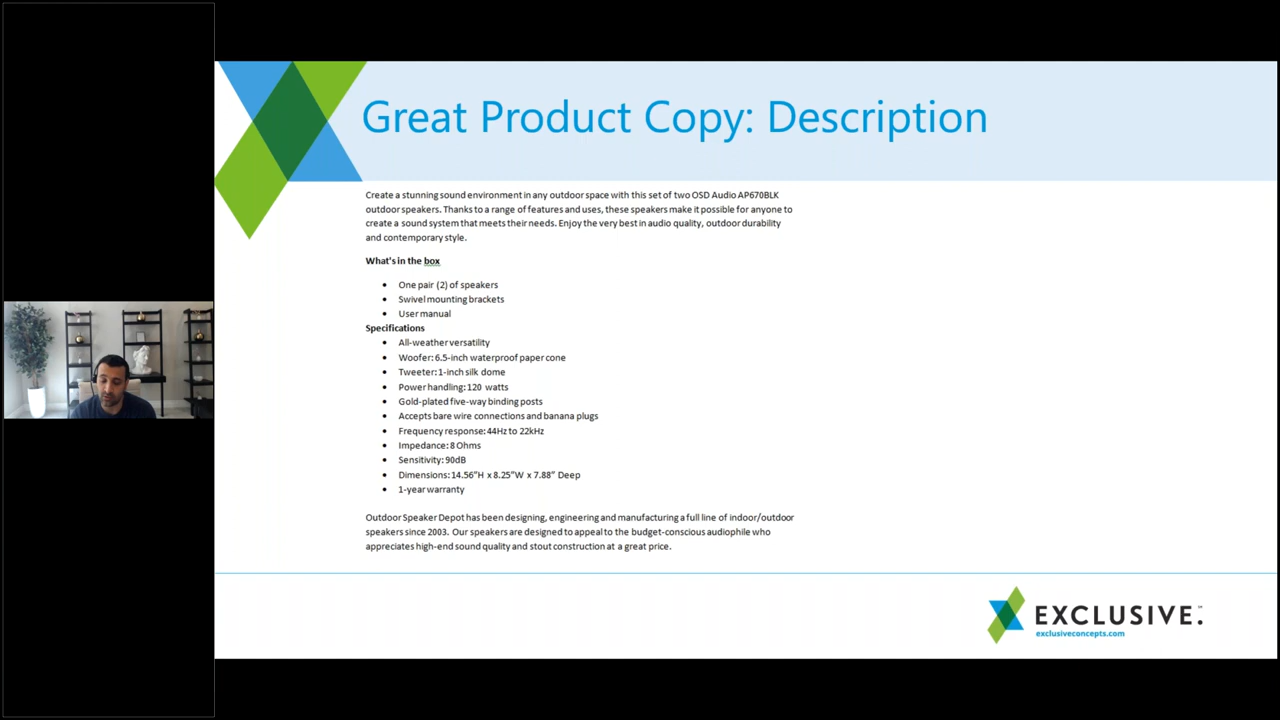 Great Product Copy: Description
Create a stunning sound environment in any outdoor space with this set of two OSD Audio AP670BLK
outdoor speakers. Thanks to a range of features and uses, these speakers make it possible for anyone to
create a sound system that meets their needs. Enjoy the very best in audio quality, outdoor durability
and contemporary style.
What's in the box
• One pair (2) of speakers
• Swivel mounting brackets
• User manual
Specifications
• All-weather versatility
• Woofer: 6.5-inch waterproof paper cone
• Tweeter: 1-inch silk dome
• Power handling: 120 watts
• Gold-plated five-way binding posts
• Accepts bare wire connections and banana plugs
• Frequency response: 44Hz to 22kHz
• Impedance: 8 Ohms
• Sensitivity: 90dB
• Dimensions: 14.56"H x 8.25"W x 7.88" Deep
• 1-year warranty
Outdoor Speaker Depot has been designing, engineering and manufacturing a full line of indoor/outdoor
speakers since 2003. Our speakers are designed to appeal to the budget-conscious audiophile who
appreciates high-end sound quality and stout construction at a great price.
EXCLUSIVE.
exclusiveconcepts.com